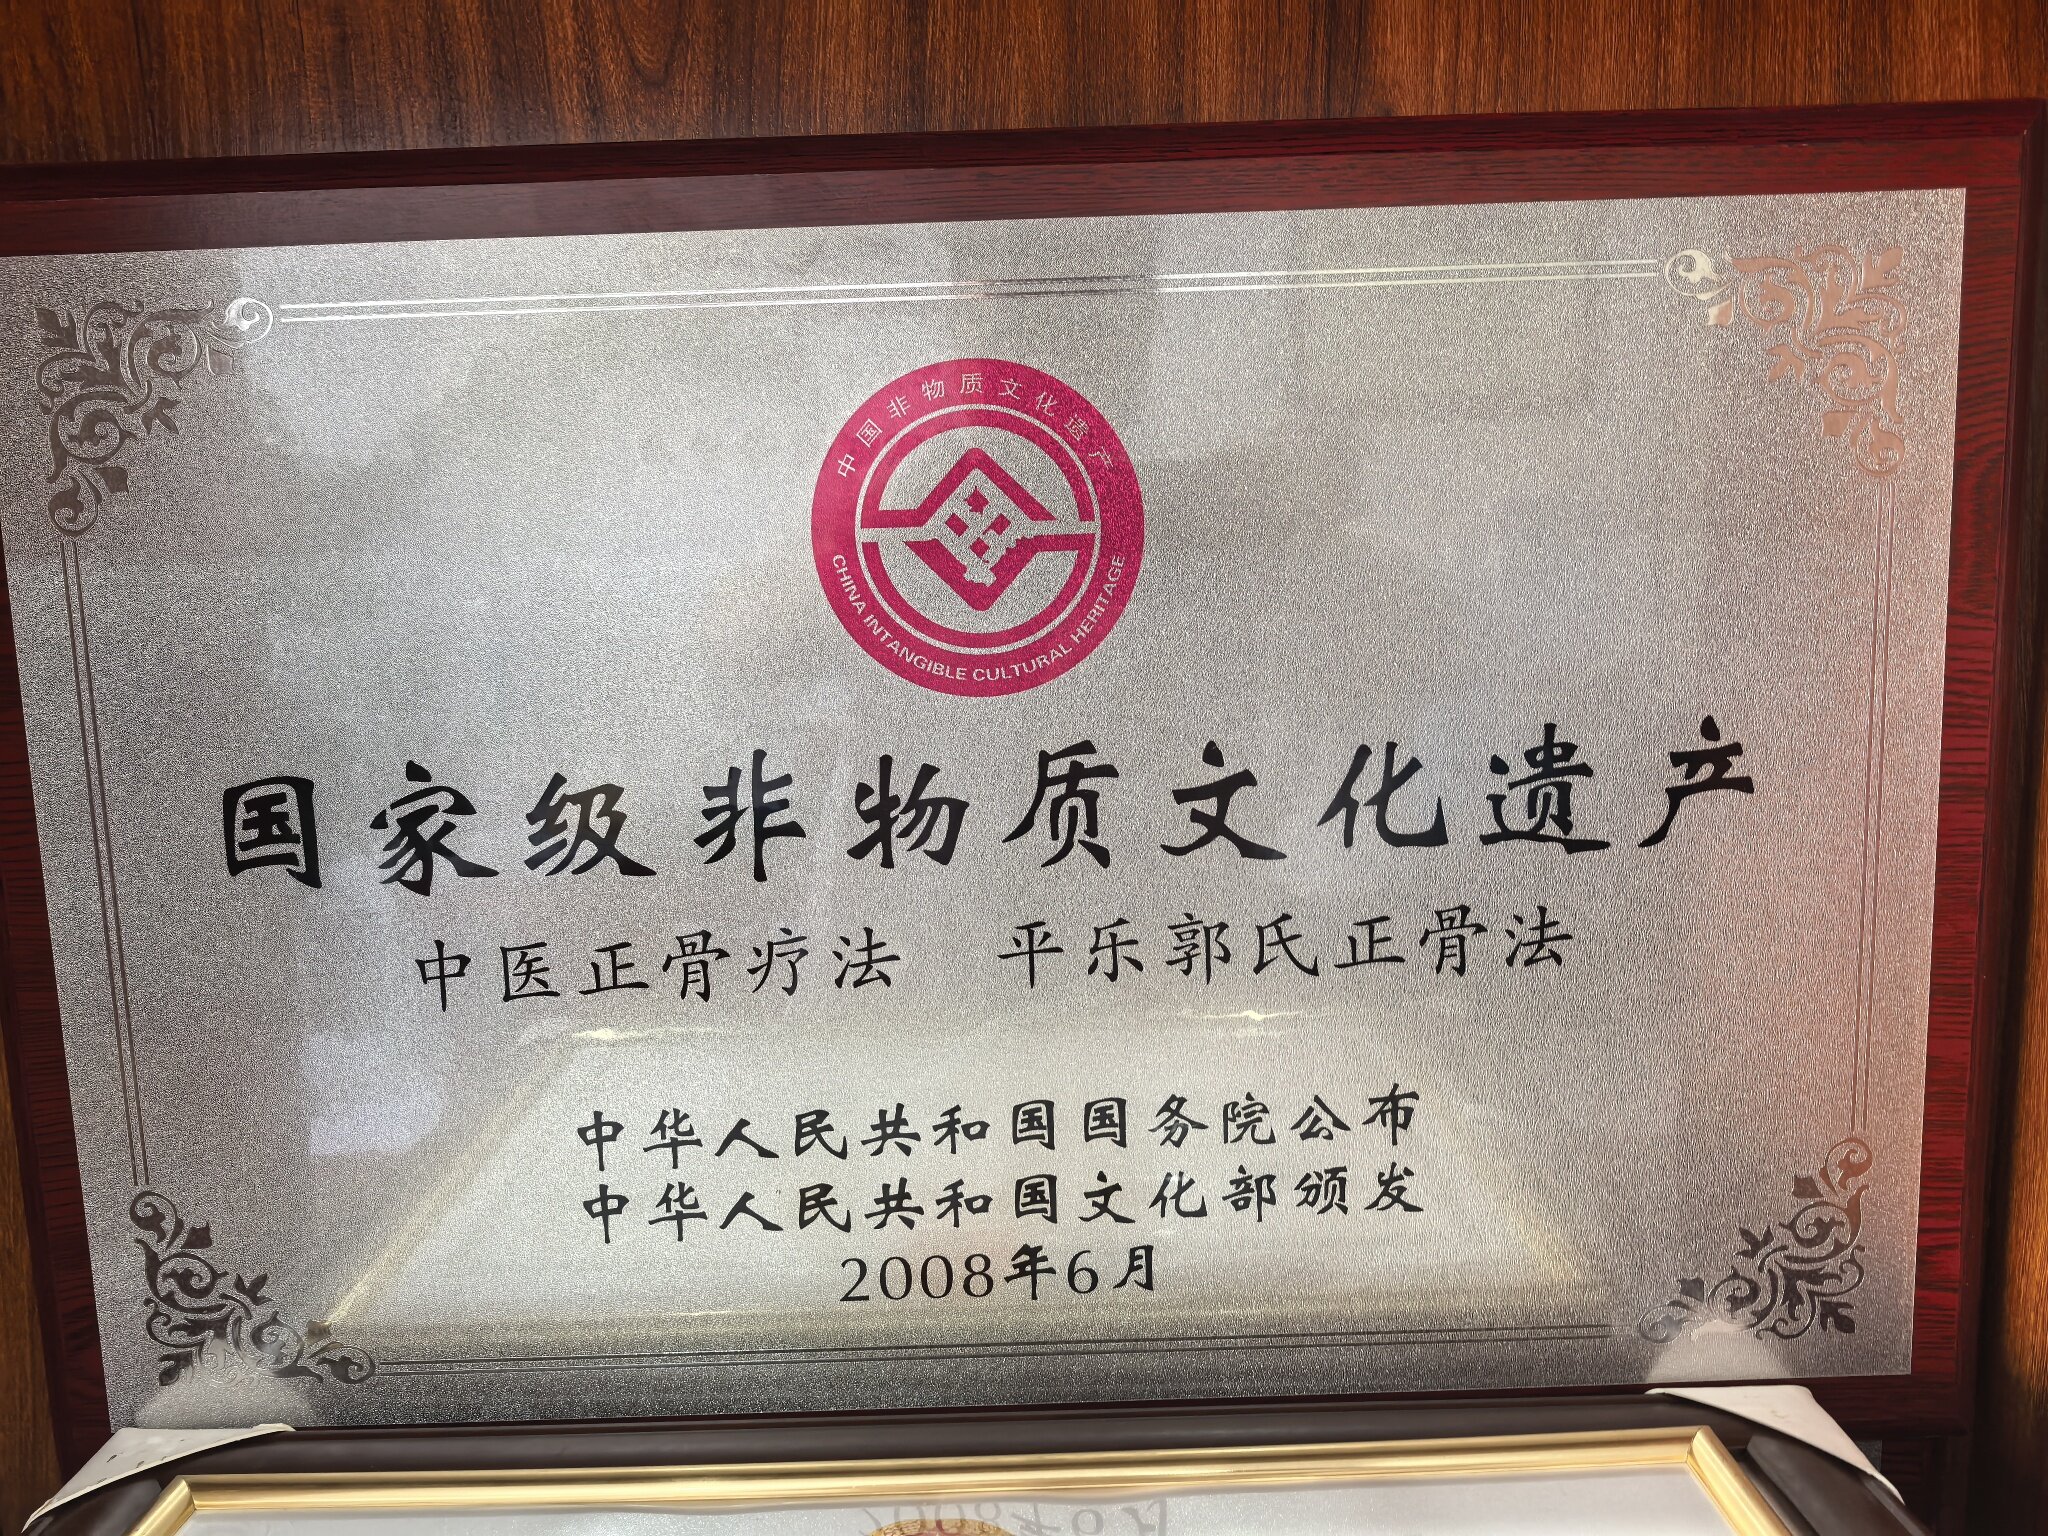 中国非物质文化遗产
CHINA INTANGIBLE CULTURAL HERITAGE
国家级非物质文化遗产
中医正骨疗法 平乐郭氏正骨法
中华人民共和国国务院公布
中华人民共和国文化部颁发
2008年6月